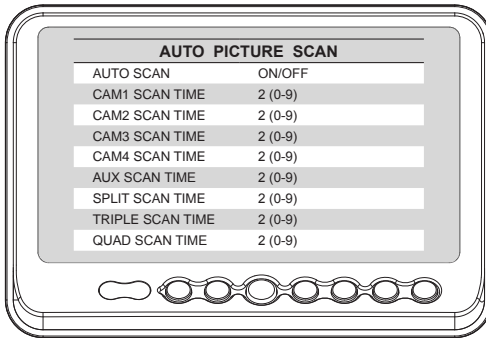 AUTO PICTURE SCAN
AUTO SCAN ON/OFF
CAM1 SCAN TIME 2 (0-9)
CAM2 SCAN TIME 2 (0-9)
CAM3 SCAN TIME 2 (0-9)
CAM4 SCAN TIME 2 (0-9)
AUX SCAN TIME 2 (0-9)
SPLIT SCAN TIME 2 (0-9)
TRIPLE SCAN TIME 2 (0-9)
QUAD SCAN TIME 2 (0-9)